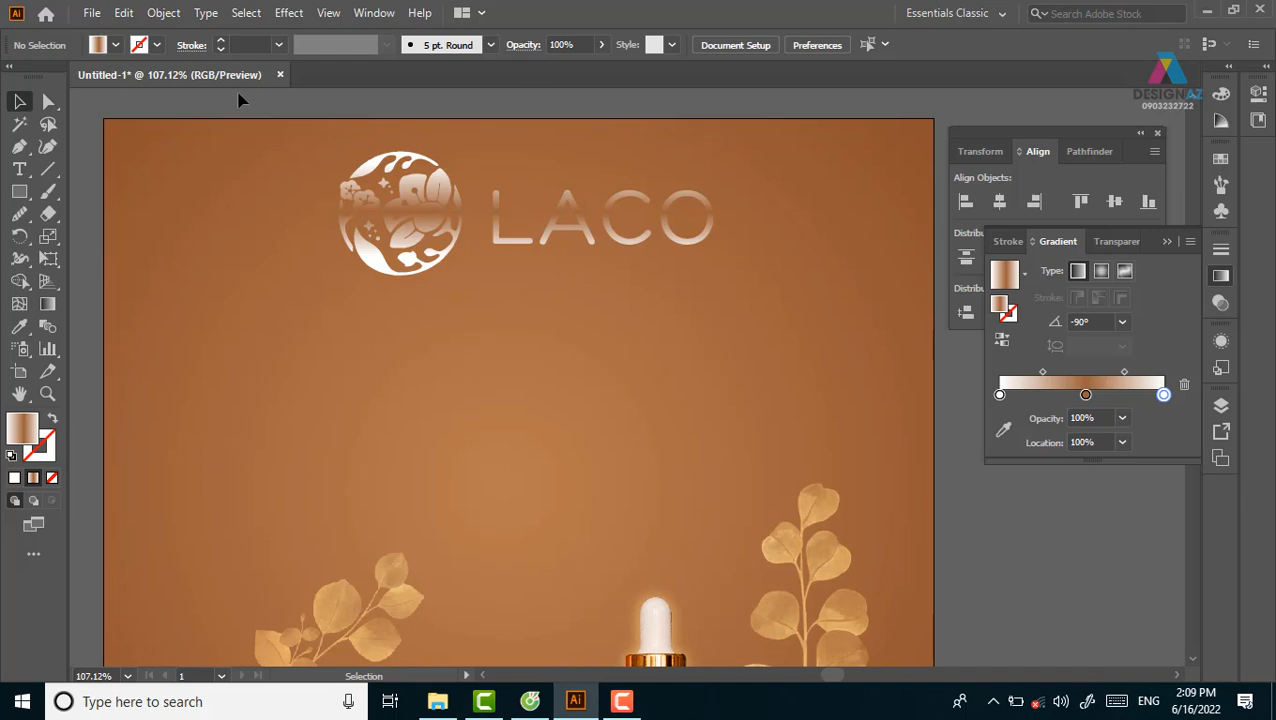 Ai File Edit Object Type Select Effect View Window Help Essentials Classic Search Adobe Stock
No Selection Stroke: 5 pt. Round Opacity: 100% Style: Document Setup Preferences
Untitled-1* @ 107.12% (RGB/Preview)
DESIGNAZ
0903232722
LACO
Transform Align Pathfinder
Align Objects:
Distribu
Distribu
Stroke Gradient Transparer
Type:
Stroke:
-90°
Opacity: 100%
Location: 100%
107.12% 1 Selection
Type here to search
Ai
ENG
2:09 PM
6/16/2022